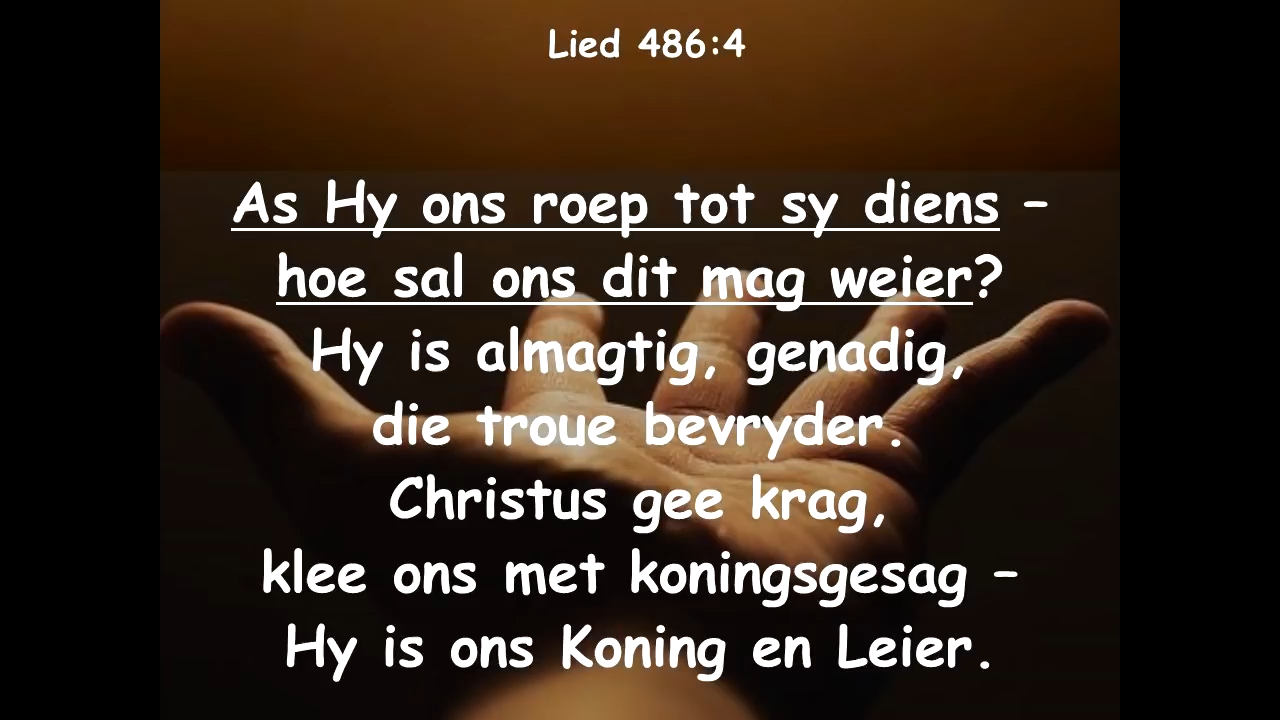 Lied 486:4
As Hy ons roep tot sy diens –
hoe sal ons dit mag weier?
Hy is almagtig, genadig,
die troue bevryder.
Christus gee krag,
klee ons met koningsgesag –
Hy is ons Koning en Leier.